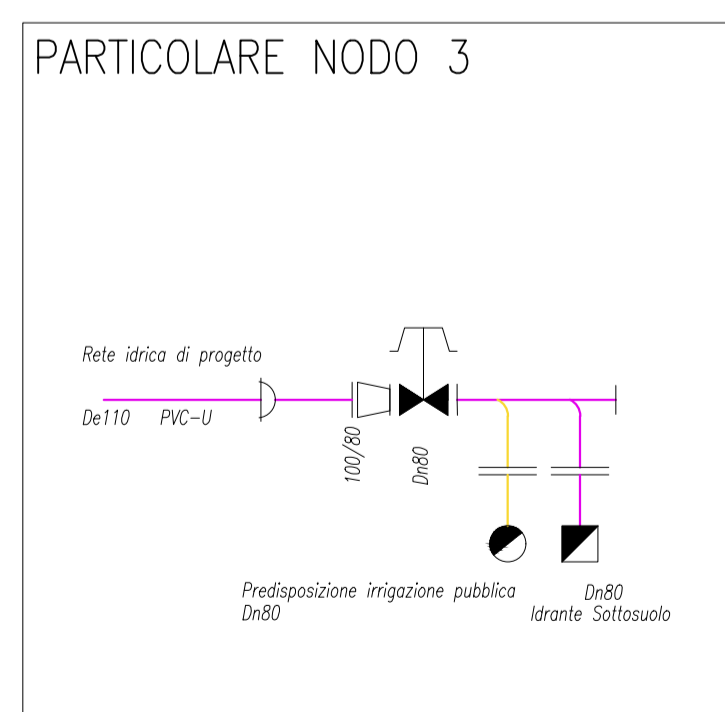 PARTICOLARE NODO 3
Rete idrica di progetto
De110 PVC-U
100/80
Dn80
Predisposizione irrigazione pubblica
Dn80
Dn80
Idrante Sottosuolo